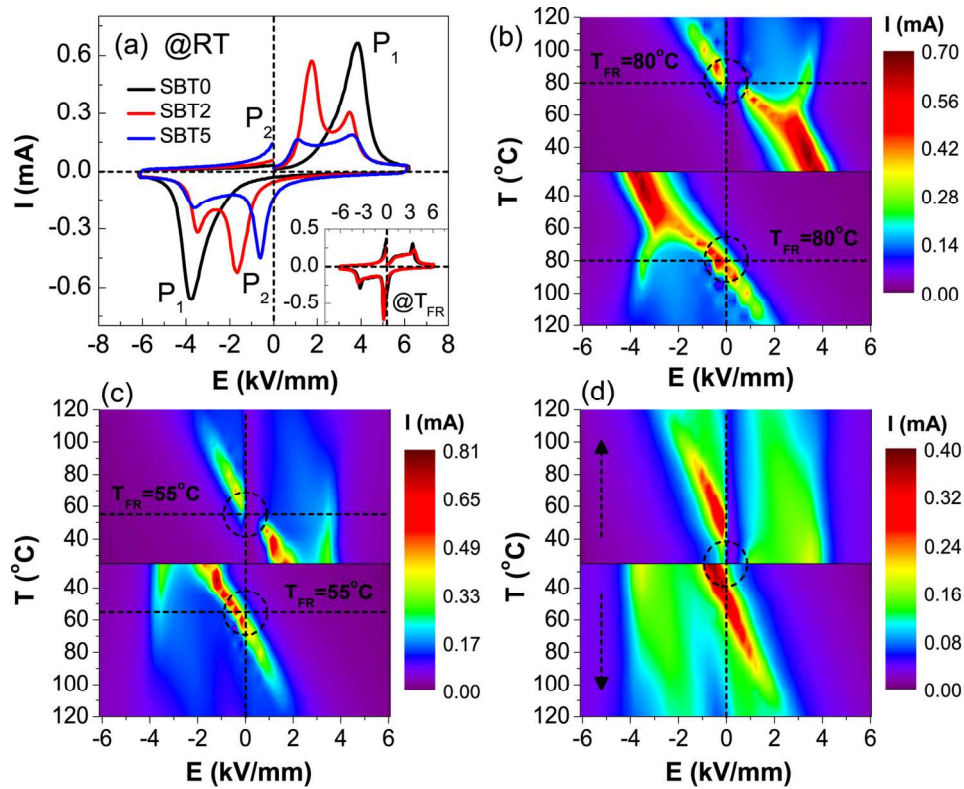 (a) @RT
P1
SBT0
SBT2
SBT5
P2
0.6
0.3
0.0
-0.3
-0.6
I (mA)
P1
P2
-6 -3 0 3 6
0.5
0.0
-0.5
@TFR
-8 -6 -4 -2 0 2 4 6 8
E (kV/mm)
(b)
I (mA)
TFR=80°C
TFR=80°C
120
100
80
60
40
40
60
80
100
120
T (°C)
0.70
0.56
0.42
0.28
0.14
0.00
-6 -4 -2 0 2 4 6
E (kV/mm)
(c)
I (mA)
TFR=55°C
TFR=55°C
120
100
80
60
40
40
60
80
100
120
T (°C)
0.81
0.65
0.49
0.33
0.17
0.00
-6 -4 -2 0 2 4 6
E (kV/mm)
(d)
I (mA)
120
100
80
60
40
40
60
80
100
120
T (°C)
0.40
0.32
0.24
0.16
0.08
0.00
-6 -4 -2 0 2 4 6
E (kV/mm)